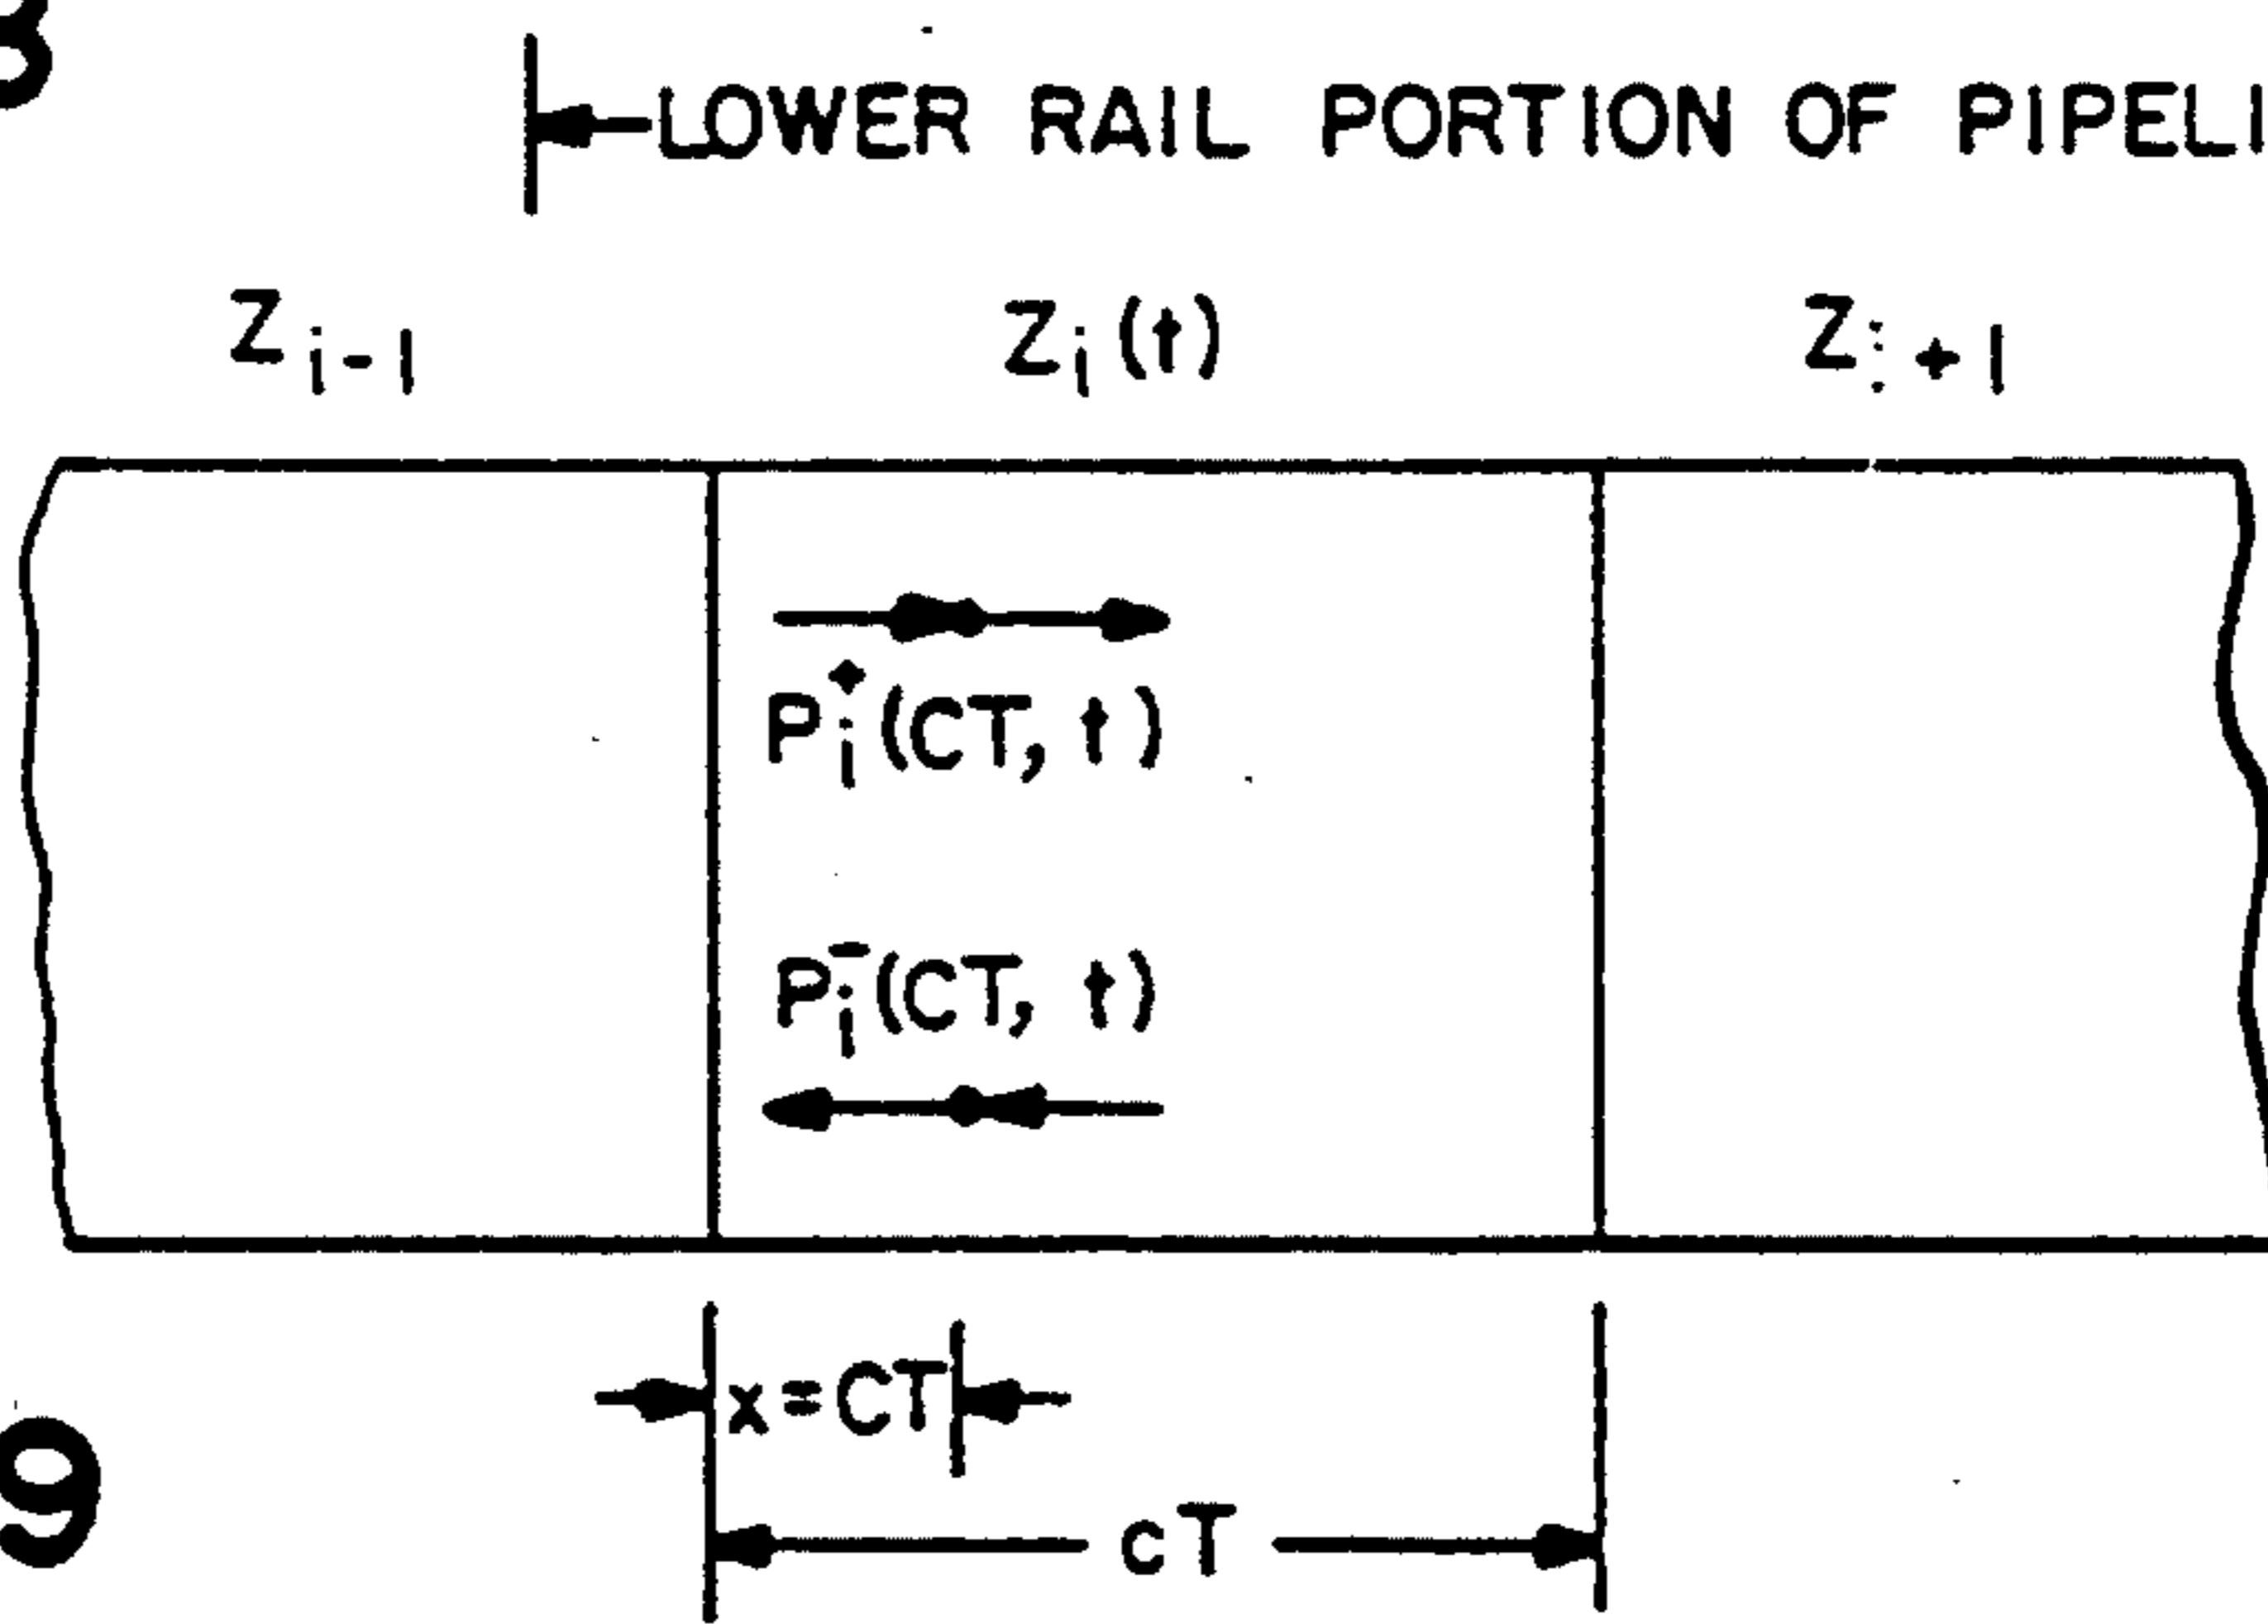 LOWER RAIL PORTION OF PIPELI
Z i-1 Z i (t) Z i+1
P i + (CT, t)
P i - (CT, t)
x=CT
cT
9